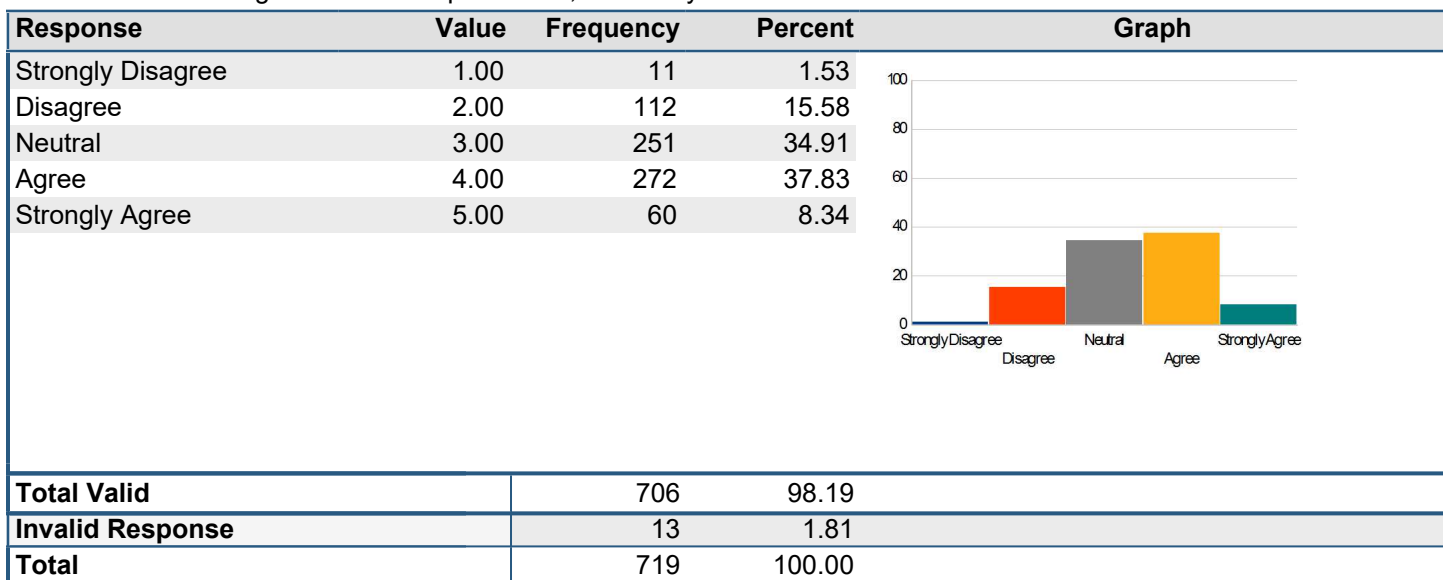 Response Value Frequency Percent Graph
Strongly Disagree 1.00 11 1.53
Disagree 2.00 112 15.58
Neutral 3.00 251 34.91
Agree 4.00 272 37.83
Strongly Agree 5.00 60 8.34
100
80
60
40
20
0
Strongly Disagree
Disagree
Neutral
Agree
Strongly Agree
Total Valid 706 98.19
Invalid Response 13 1.81
Total 719 100.00